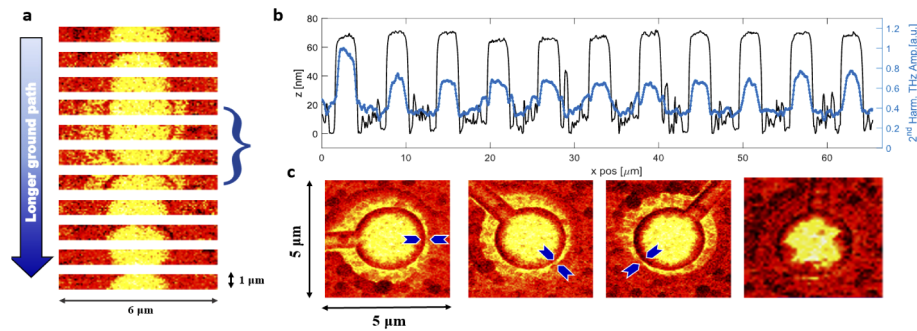 a
Longer ground path
1 μm
6 μm
b
80
60
40
20
0
z [nm]
0
10
20
30
40
50
60
x pos [μm]
1.2
1
0.8
0.6
0.4
0.2
0
2nd Harm. THz Amp.[a.u.]
c
5 μm
5 μm